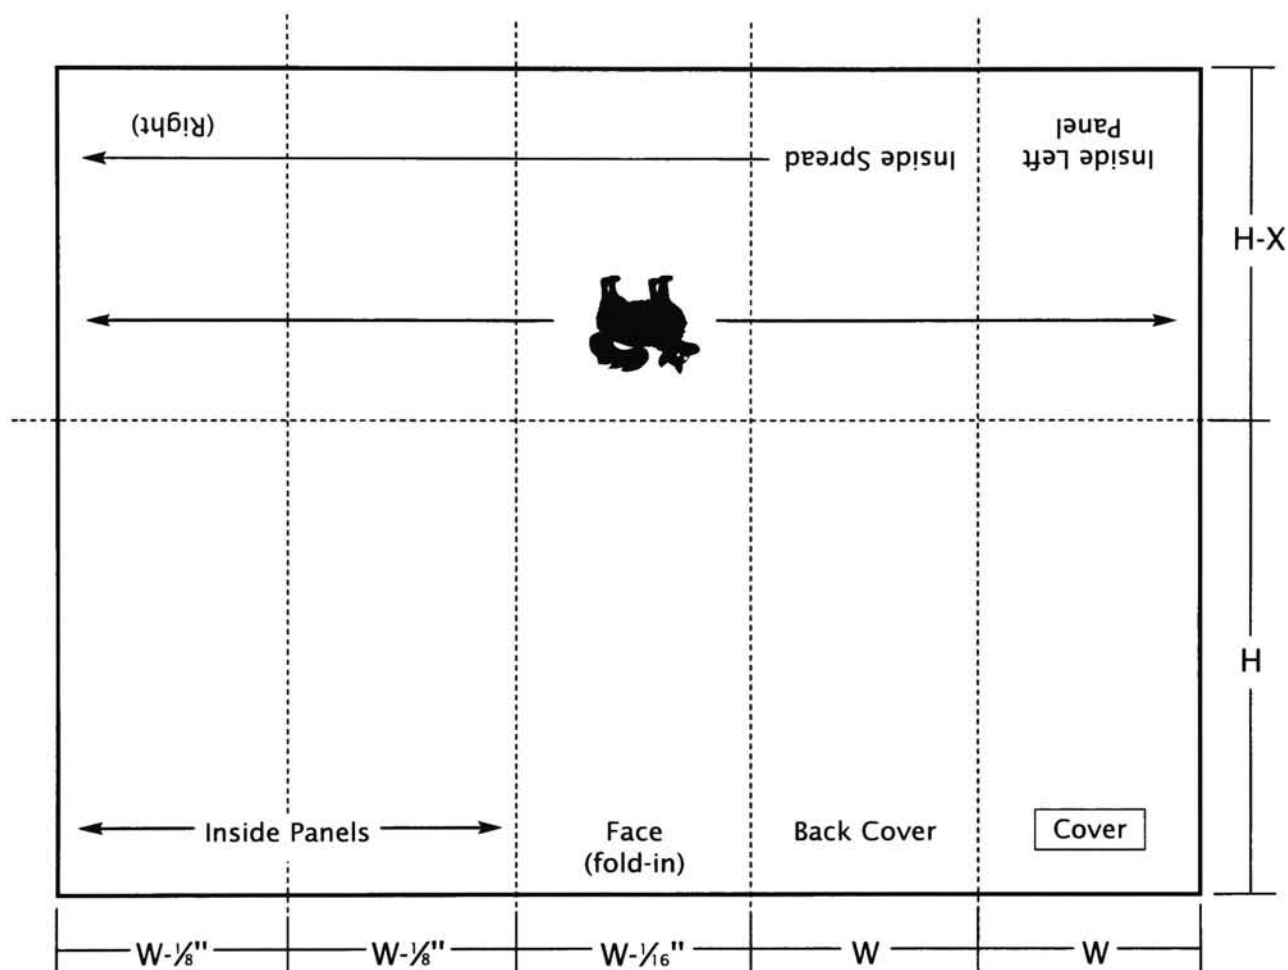 (Right)
Inside Spread
Inside Left
Panel
H-X
H
Inside Panels
Face
(fold-in)
Back Cover
Cover
W-⅛"
W-⅛"
W-1⁄16"
W
W